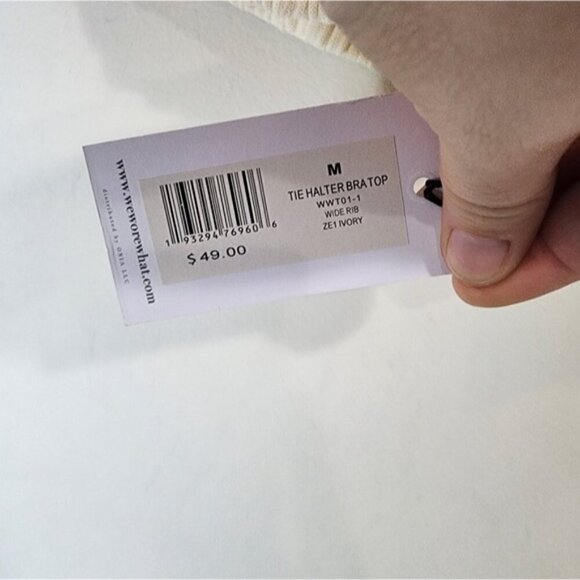 www.weworewhat.com
distributed by ONIA LLC
M
TIE HALTER BRA TOP
WWT01-1
WIDE RIB
ZE1 IVORY
1 93294 76960 6
$49.00